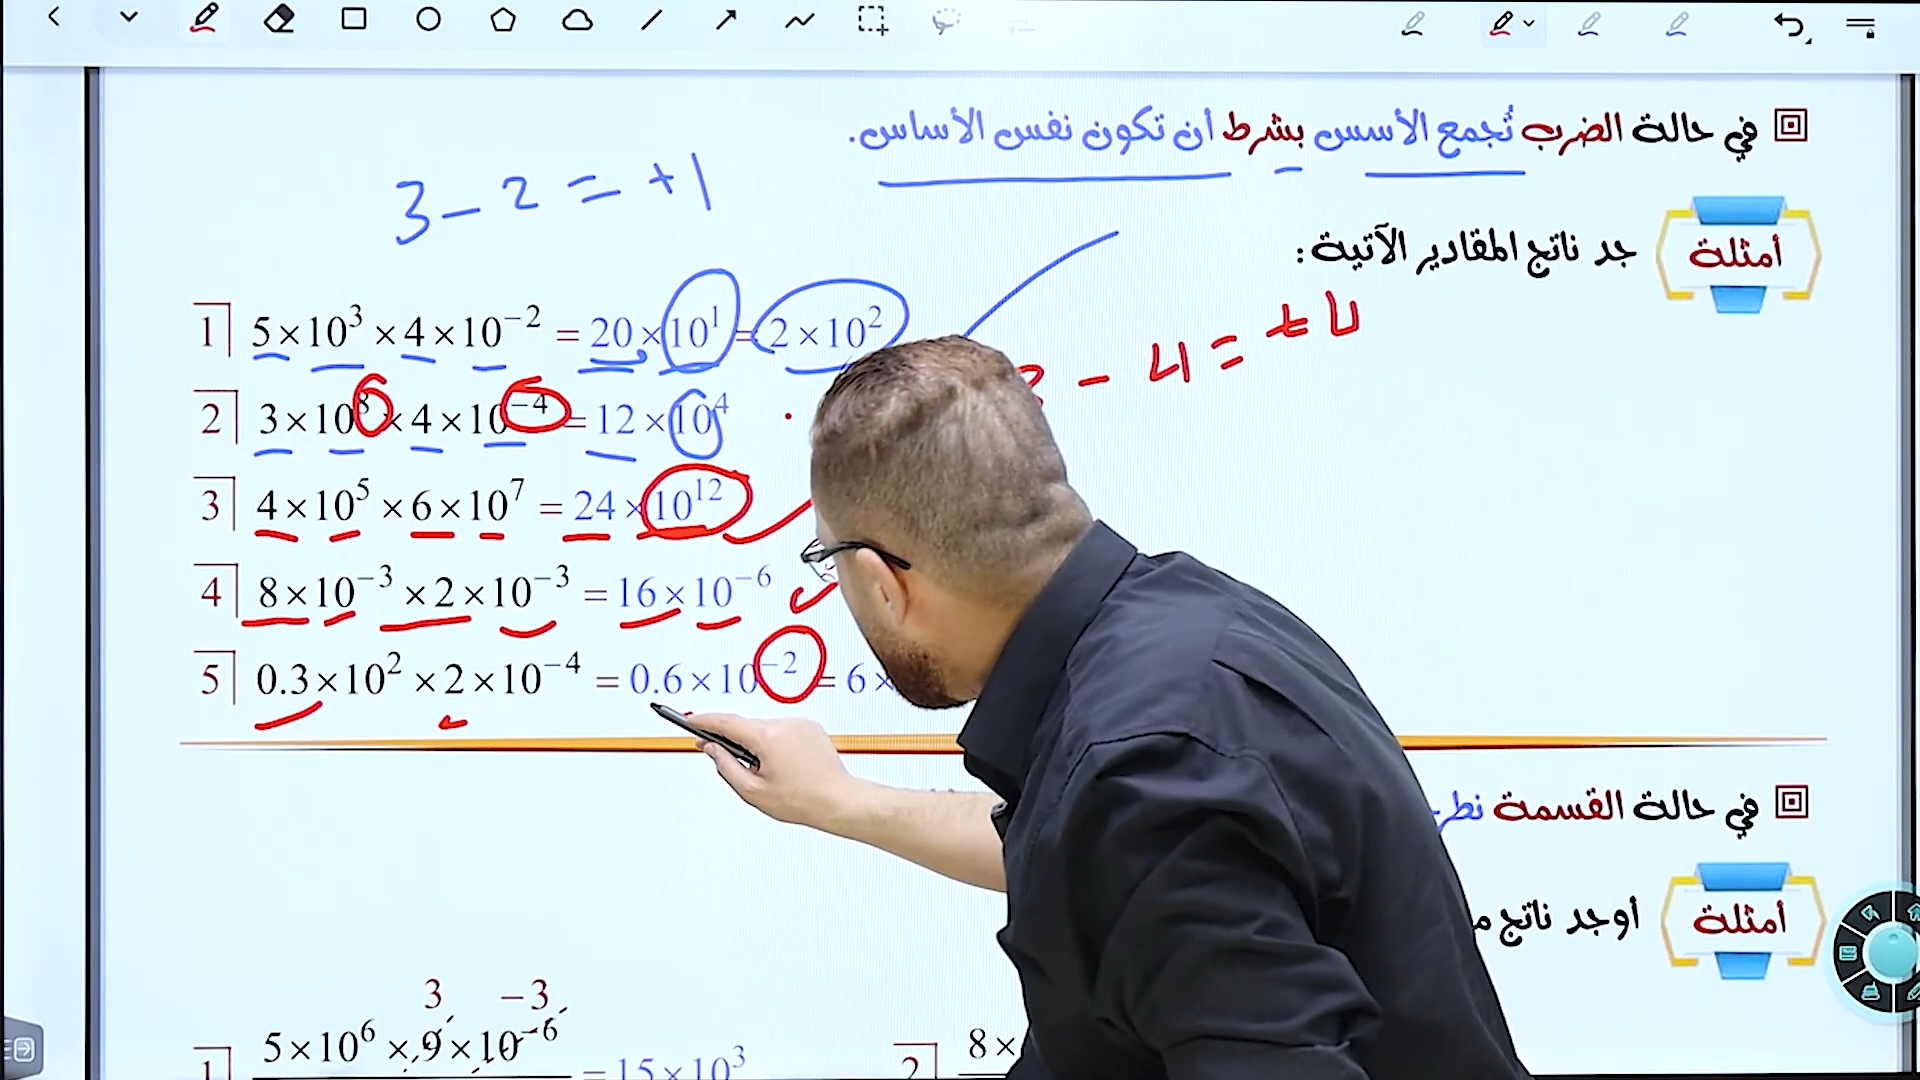 في حالة الضرب تُجمع الأسس بشرط أن تكون نفس الأساس.
3 - 2 = +1
أمثلة جد ناتج المقادير الآتية:
1 5×10³ ×4×10⁻² = 20×10¹ = 2×10²
- 4 = +4
2 3×10⁸×4×10⁻⁴ = 12×10⁴
3 4×10⁵ ×6×10⁷ = 24×10¹²
4 8×10⁻³ ×2×10⁻³ = 16×10⁻⁶
5 0.3×10² ×2×10⁻⁴ = 0.6×10⁻² = 6×
في حالة القسمة
أمثلة أوجد ناتج
3 -3
1 5×10⁶ ×9×10⁻⁶ = 15×10³
2 8×